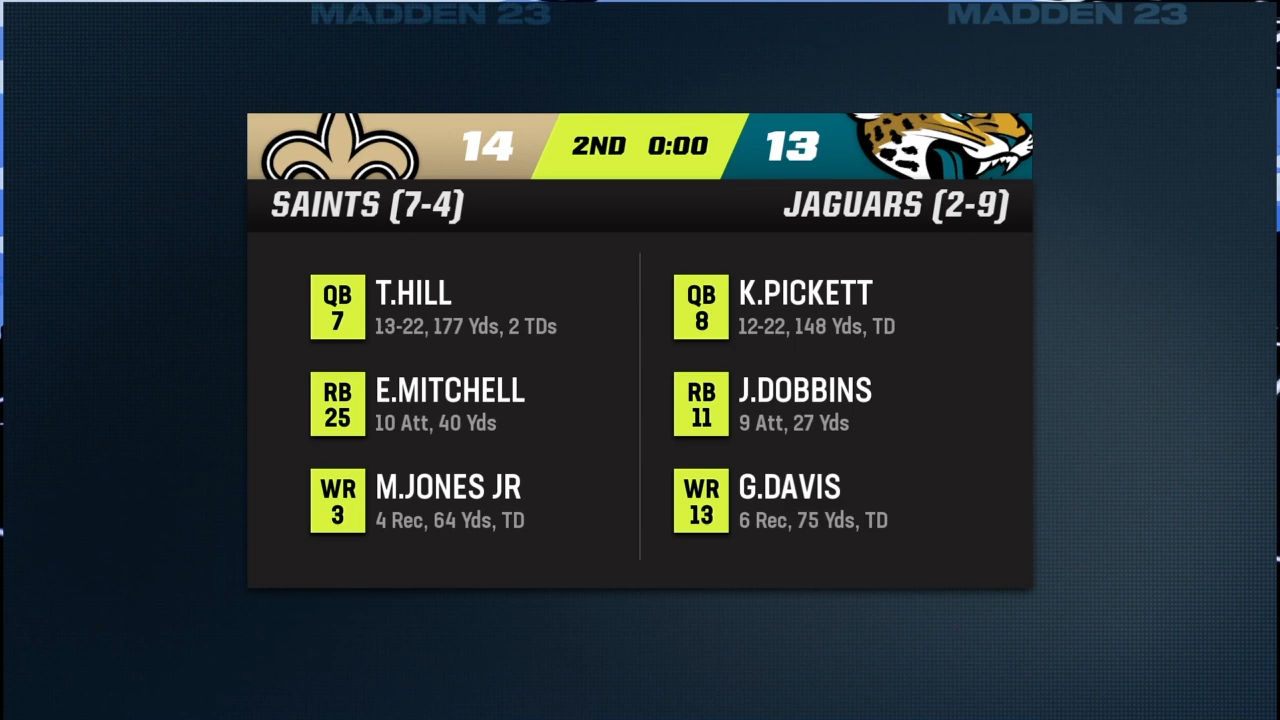 MADDEN 23 MADDEN 23
14 2ND 0:00 13
SAINTS (7-4) JAGUARS (2-9)
QB 7 T.HILL
13-22, 177 Yds, 2 TDs
RB 25 E.MITCHELL
10 Att, 40 Yds
WR 3 M.JONES JR
4 Rec, 64 Yds, TD
QB 8 K.PICKETT
12-22, 148 Yds, TD
RB 11 J.DOBBINS
9 Att, 27 Yds
WR 13 G.DAVIS
6 Rec, 75 Yds, TD